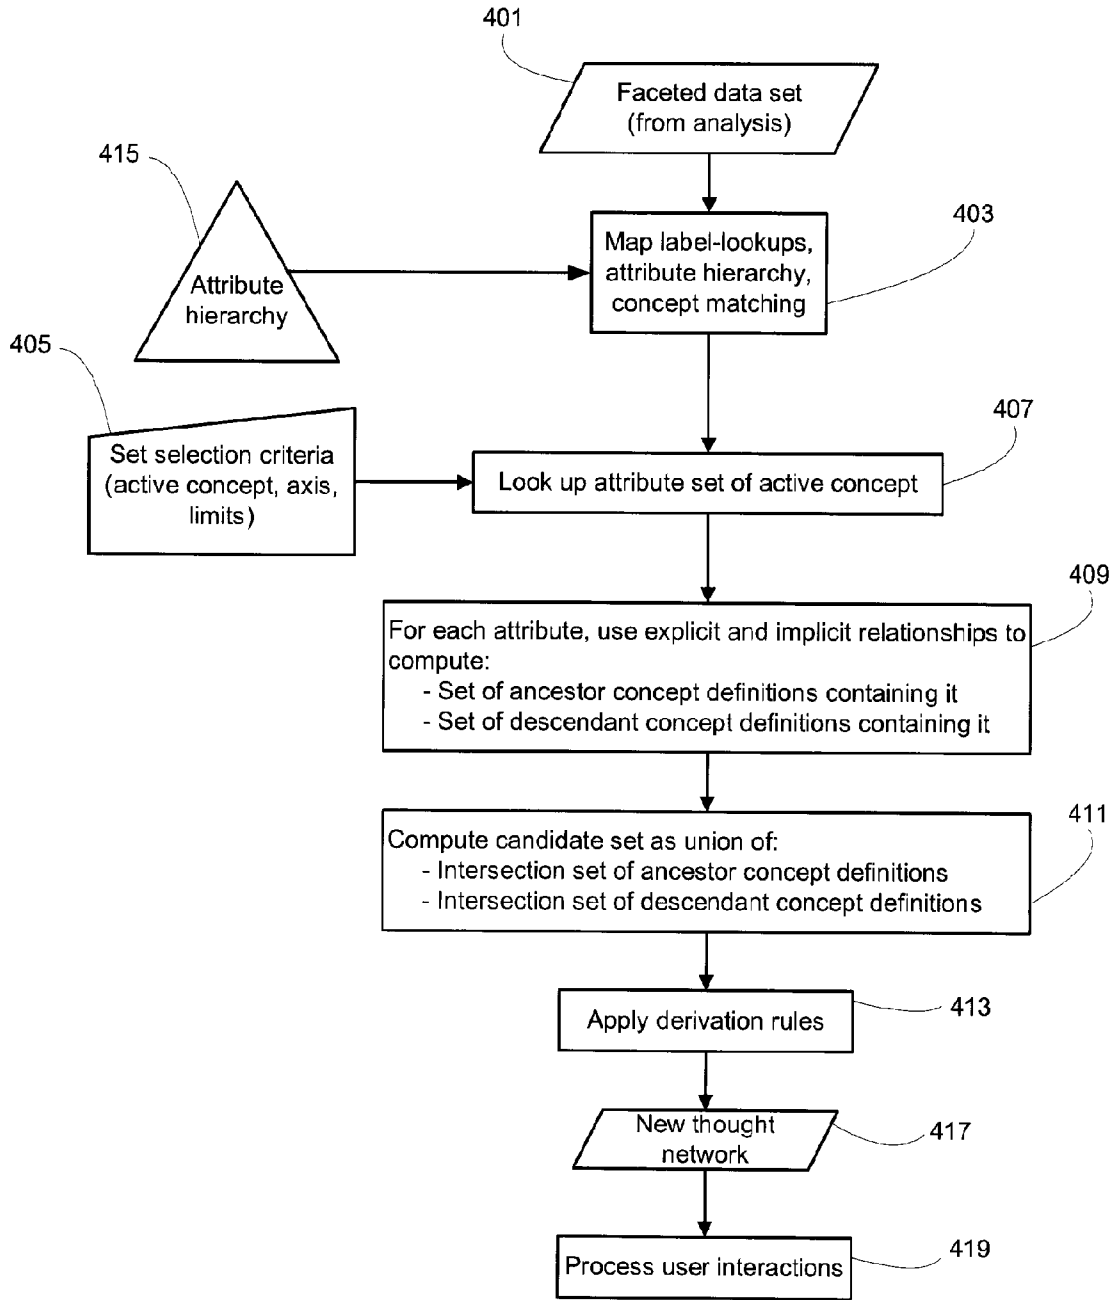 401
Faceted data set
(from analysis)
415
403
Map label-lookups,
attribute hierarchy,
concept matching
Attribute
hierarchy
405
407
Set selection criteria
(active concept, axis,
limits)
Look up attribute set of active concept
409
For each attribute, use explicit and implicit relationships to
compute:
- Set of ancestor concept definitions containing it
- Set of descendant concept definitions containing it
411
Compute candidate set as union of:
- Intersection set of ancestor concept definitions
- Intersection set of descendant concept definitions
413
Apply derivation rules
New thought
network
417
419
Process user interactions